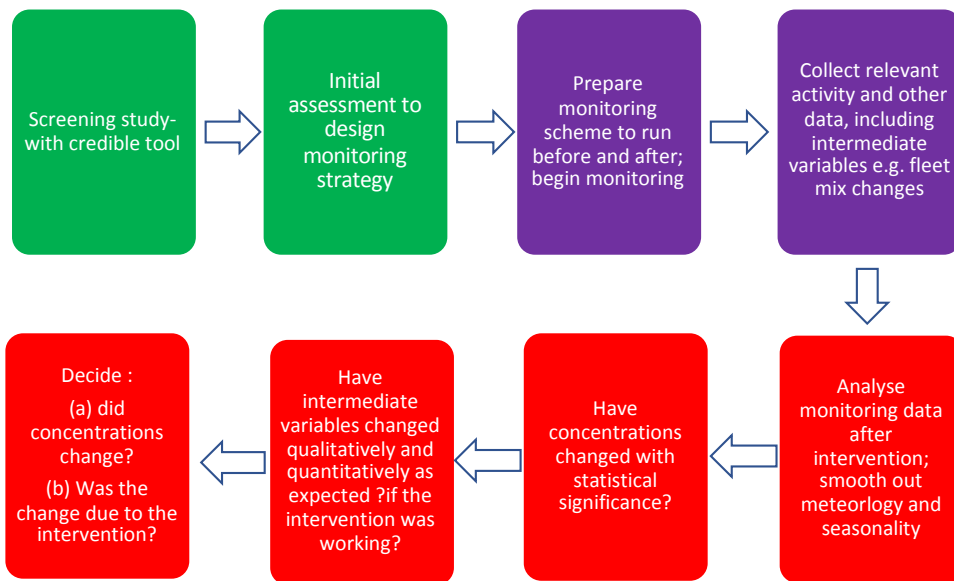 Screening study-
with credible tool
Initial
assessment to
design
monitoring
strategy
Prepare
monitoring
scheme to run
before and after;
begin monitoring
Collect relevant
activity and other
data, including
intermediate
variables e.g. fleet
mix changes
Analyse
monitoring data
after
intervention;
smooth out
meteorlogy and
seasonality
Have
concentrations
changed with
statistical
significance?
Have
intermediate
variables changed
qualitatively and
quantitatively as
expected ?if the
intervention was
working?
Decide :
(a) did
concentrations
change?
(b) Was the
change due to the
intervention?